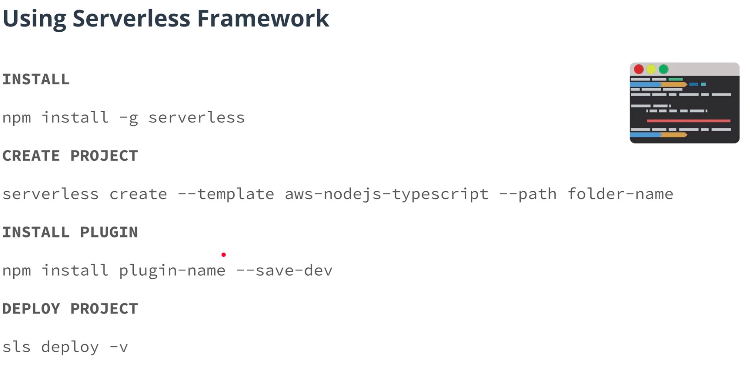 Using Serverless Framework
INSTALL
npm install -g serverless
CREATE PROJECT
serverless create --template aws-nodejs-typescript --path folder-name
INSTALL PLUGIN
npm install plugin-name --save-dev
DEPLOY PROJECT
sls deploy -v